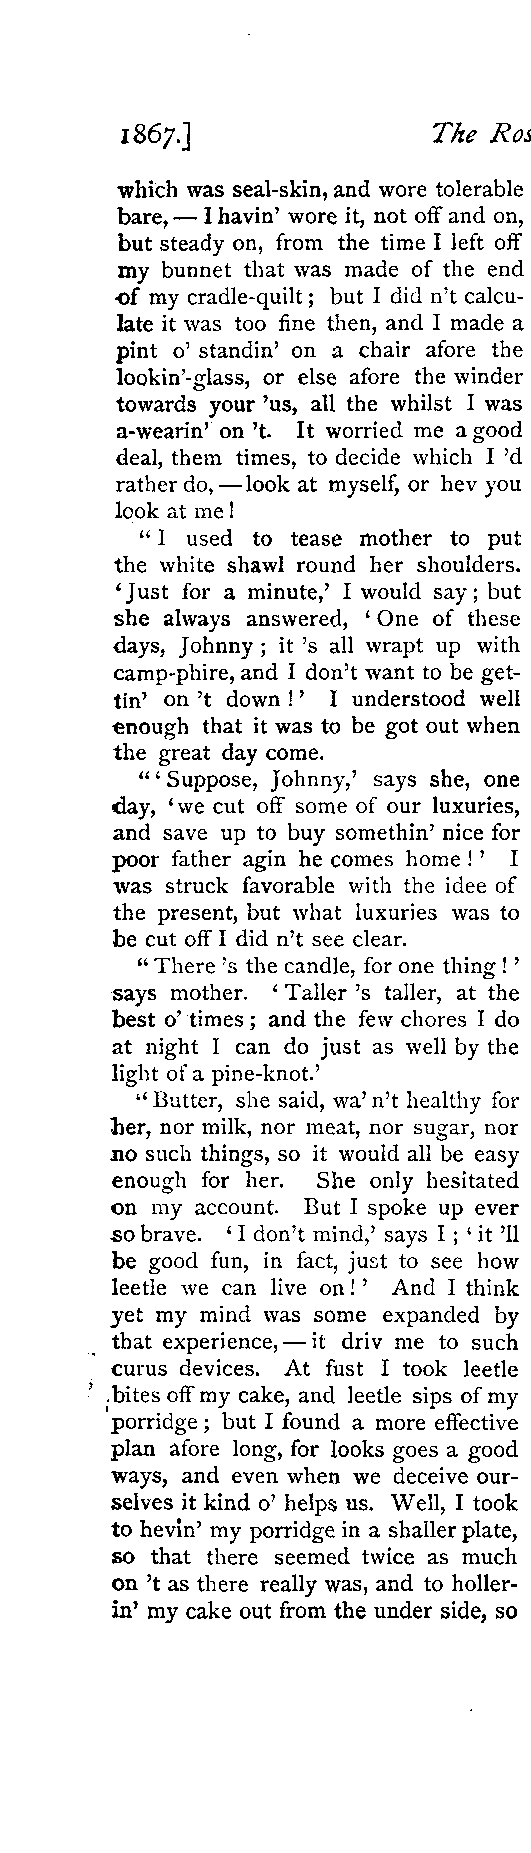 1867.] The Ros
which was seal-skin, and wore tolerable
bare, — I havin' wore it, not off and on,
but steady on, from the time I left off
my bunnet that was made of the end
of my cradle-quilt; but I did n't calcu-
late it was too fine then, and I made a
pint o' standin' on a chair afore the
lookin'-glass, or else afore the winder
towards your 'us, all the whilst I was
a-wearin' on 't. It worried me a good
deal, them times, to decide which I 'd
rather do, — look at myself, or hev you
look at me!
"I used to tease mother to put
the white shawl round her shoulders.
'Just for a minute,' I would say; but
she always answered, 'One of these
days, Johnny; it 's all wrapt up with
camp-phire, and I don't want to be get-
tin' on 't down!' I understood well
enough that it was to be got out when
the great day come.
"'Suppose, Johnny,' says she, one
day, 'we cut off some of our luxuries,
and save up to buy somethin' nice for
poor father agin he comes home!' I
was struck favorable with the idee of
the present, but what luxuries was to
be cut off I did n't see clear.
"There 's the candle, for one thing!'
says mother. 'Taller 's taller, at the
best o' times; and the few chores I do
at night I can do just as well by the
light of a pine-knot.'
"Butter, she said, wa' n't healthy for
her, nor milk, nor meat, nor sugar, nor
no such things, so it would all be easy
enough for her. She only hesitated
on my account. But I spoke up ever
so brave. 'I don't mind,' says I; 'it 'll
be good fun, in fact, just to see how
leetle we can live on!' And I think
yet my mind was some expanded by
that experience, — it driv me to such
curus devices. At fust I took leetle
bites off my cake, and leetle sips of my
porridge; but I found a more effective
plan afore long, for looks goes a good
ways, and even when we deceive our-
selves it kind o' helps us. Well, I took
to hevin' my porridge in a shaller plate,
so that there seemed twice as much
on 't as there really was, and to holler-
in' my cake out from the under side, so